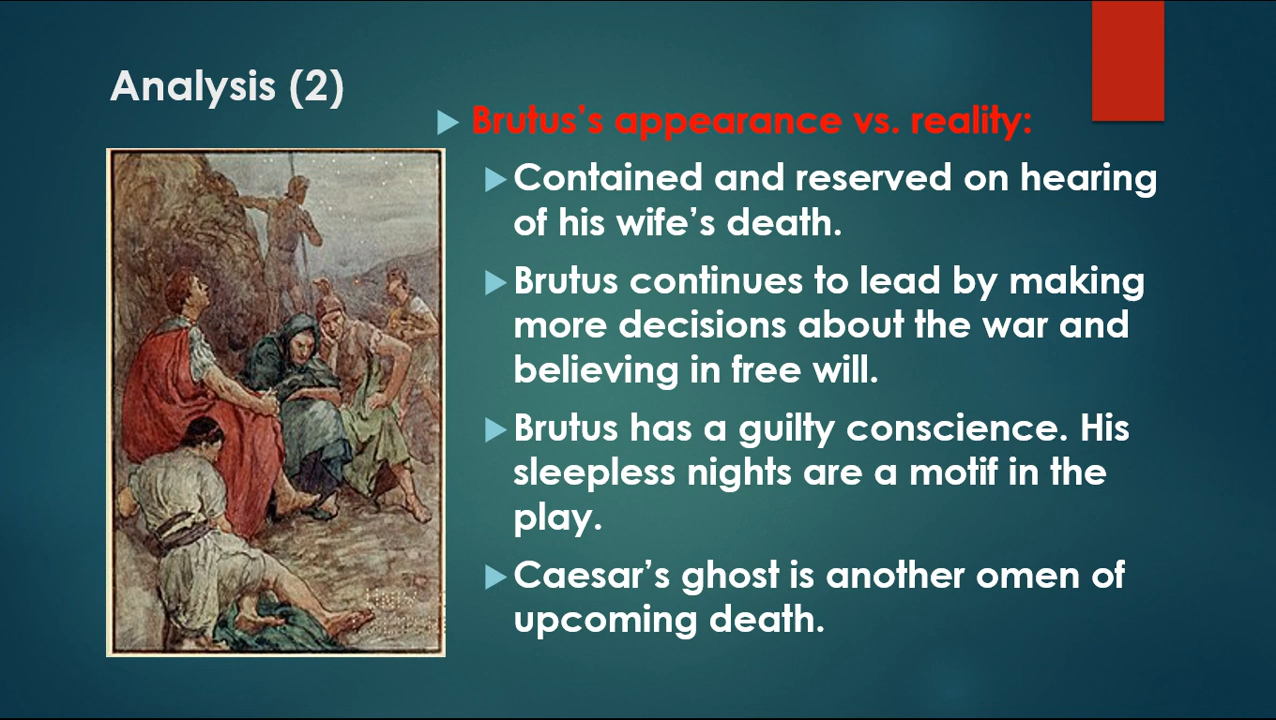 Analysis (2)
Brutus's appearance vs. reality:
Contained and reserved on hearing
of his wife's death.
Brutus continues to lead by making
more decisions about the war and
believing in free will.
Brutus has a guilty conscience. His
sleepless nights are a motif in the
play.
Caesar's ghost is another omen of
upcoming death.